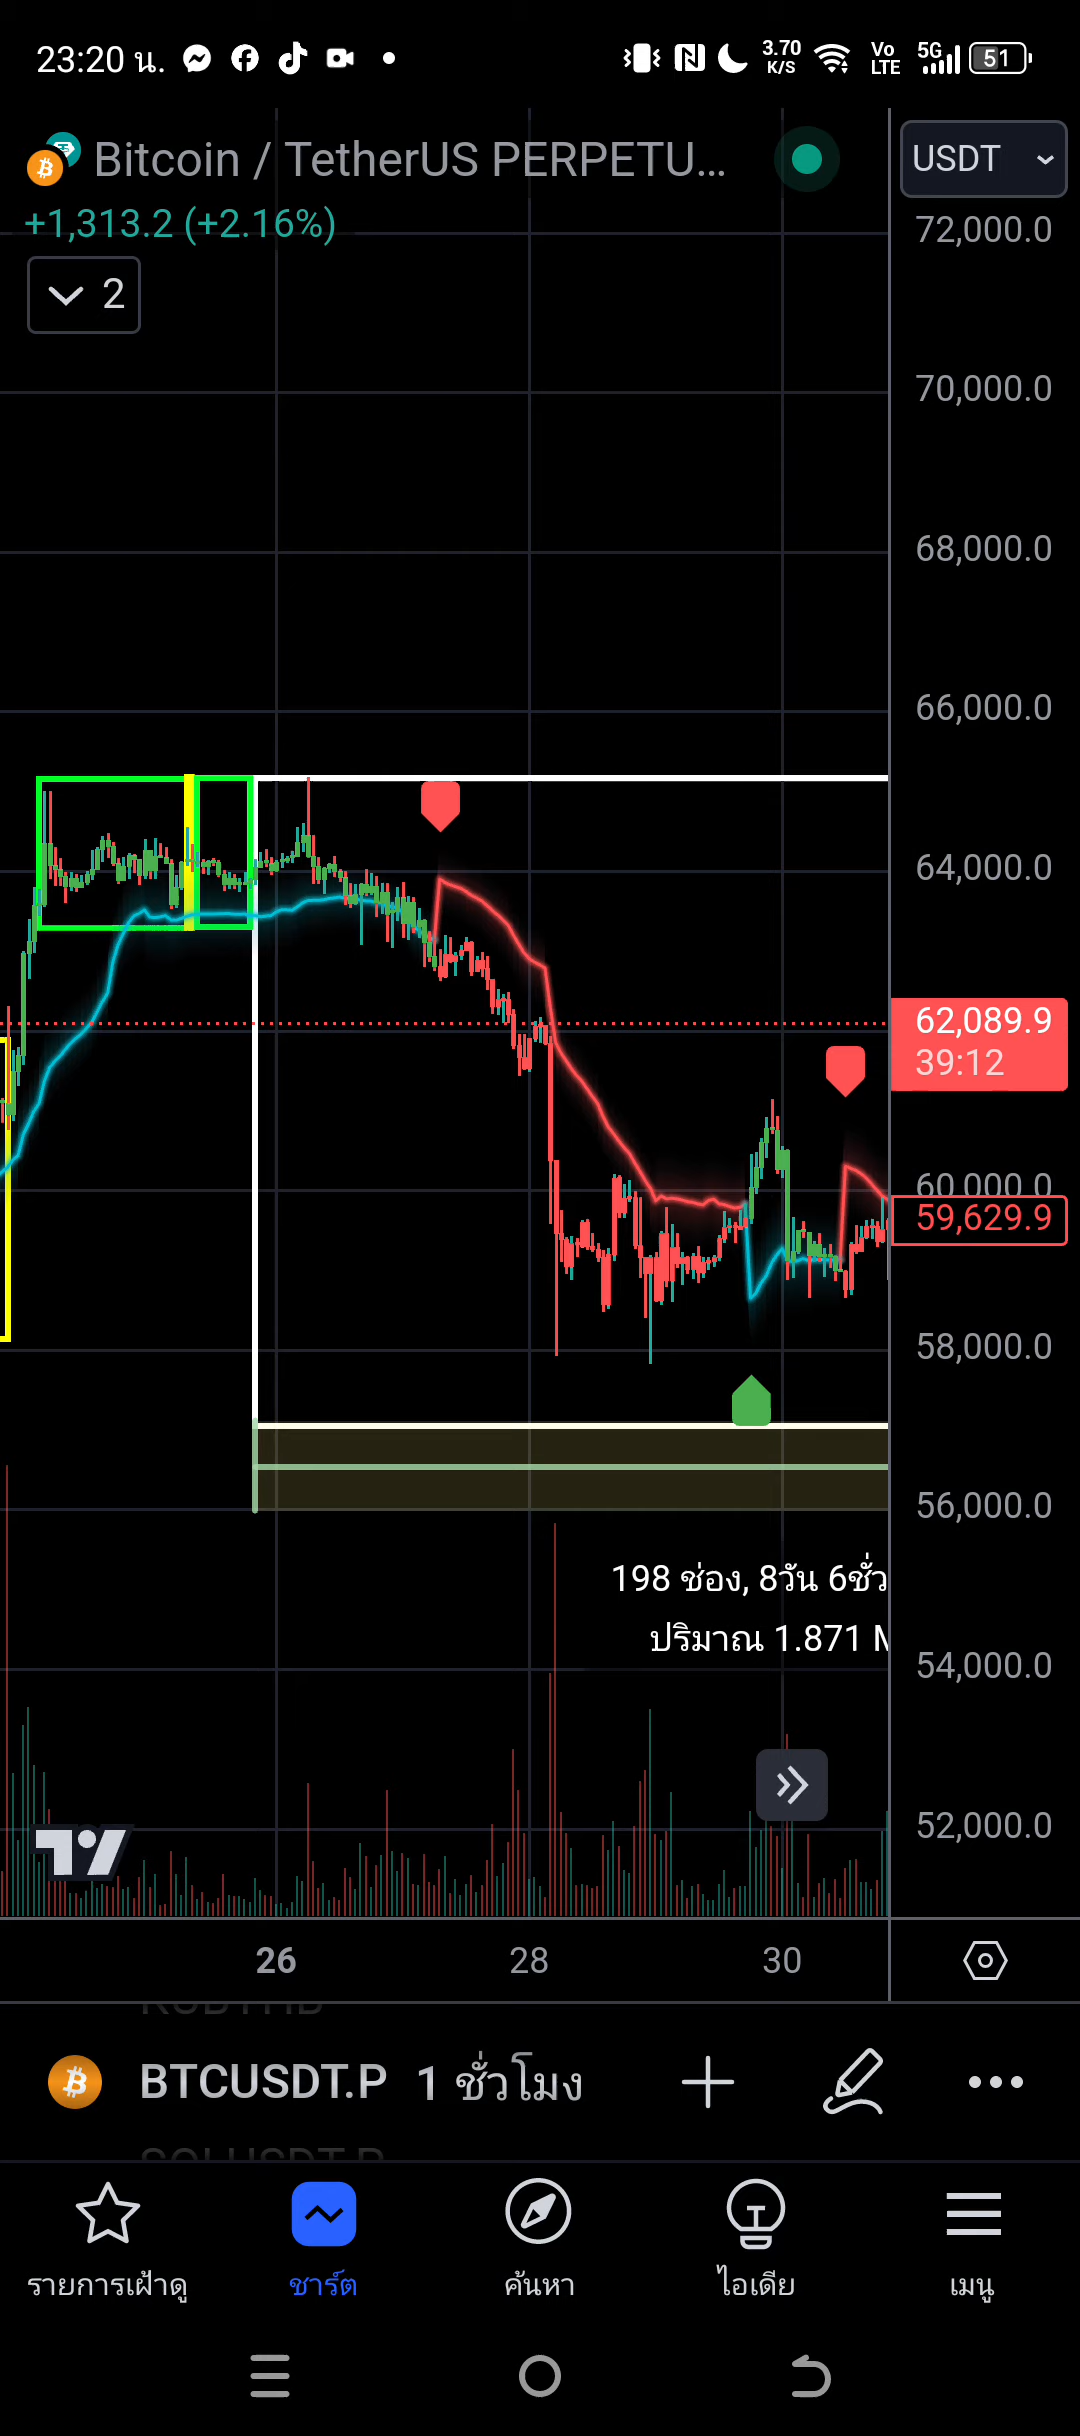 23:20 น.
3.70 K/S
Vo LTE
5G
51
Bitcoin / TetherUS PERPETU...
USDT
+1,313.2 (+2.16%)
2
72,000.0
70,000.0
68,000.0
66,000.0
64,000.0
62,089.9
39:12
60,000.0
59,629.9
58,000.0
56,000.0
198 ช่อง, 8วัน 6ชั่ว
ปริมาณ 1.871
54,000.0
52,000.0
26 28 30
BTCUSDT.P 1 ชั่วโมง
SOLUSDT.P
รายการเฝ้าดู ชาร์ต ค้นหา ไอเดีย เมนู